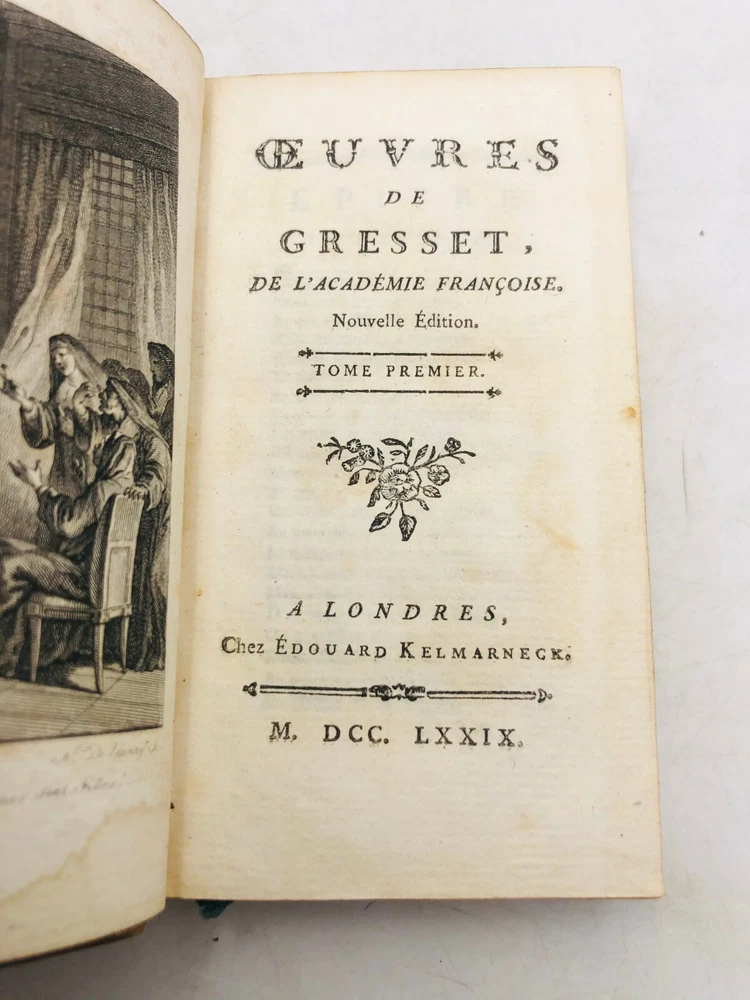 ŒUVRES
DE
GRESSET,
DE L'ACADÉMIE FRANÇOISE.
Nouvelle Édition.
TOME PREMIER.
A LONDRES,
Chez ÉDOUARD KELMARNECK.
M. DCC. LXXIX.